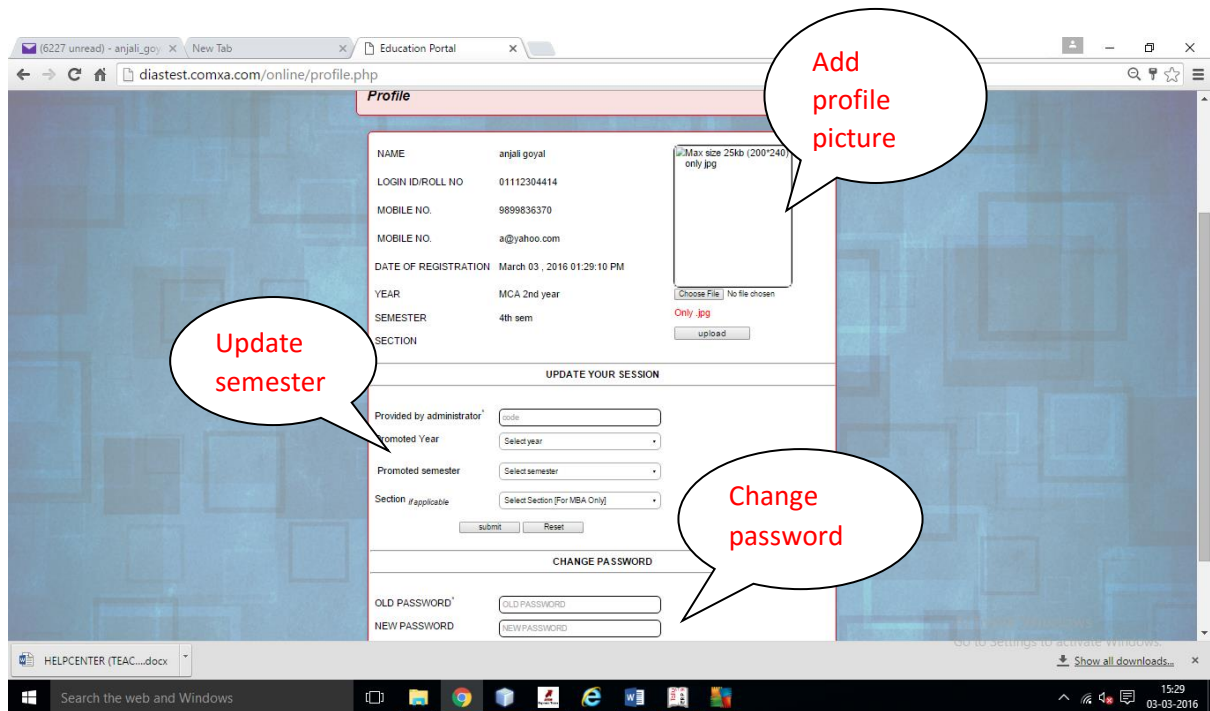 (6227 unread) - anjali_goy
New Tab
Education Portal
diastest.comxa.com/online/profile.php
Add
profile
picture
Profile
NAME anjali goyal
Max size 25kb (200*240)
only jpg
LOGIN ID/ROLL NO 01112304414
MOBILE NO. 9899836370
MOBILE NO. a@yahoo.com
DATE OF REGISTRATION March 03 , 2016 01:29:10 PM
YEAR MCA 2nd year
Choose File No file chosen
SEMESTER 4th sem
Only .jpg
upload
SECTION
Update
semester
UPDATE YOUR SESSION
Provided by administrator* code
Promoted Year Select year
Promoted semester Select semester
Section if applicable Select Section [For MBA Only]
submit Reset
Change
password
CHANGE PASSWORD
OLD PASSWORD* OLD PASSWORD
NEW PASSWORD NEW PASSWORD
Go to Settings to activate Windows.
HELPCENTER (TEAC....docx
Show all downloads...
Search the web and Windows
15:29
03-03-2016